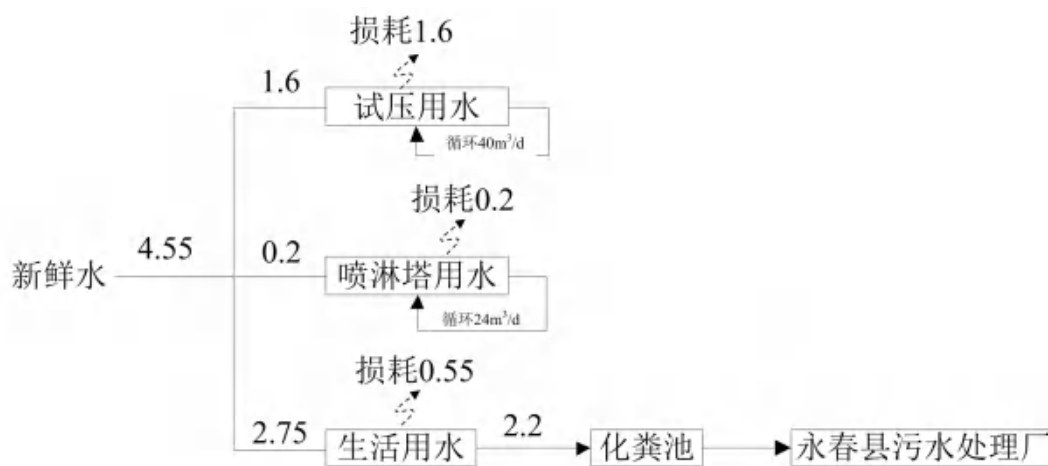 损耗1.6
1.6
试压用水
循环40m³/d
损耗0.2
新鲜水
4.55
0.2
喷淋塔用水
循环24m³/d
损耗0.55
2.75
生活用水
2.2
化粪池
永春县污水处理厂